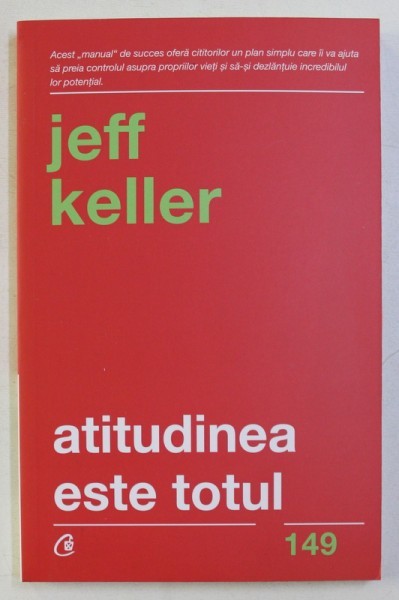 Acest „manual" de succes oferă cititorilor un plan simplu care îi va ajuta
să preia controlul asupra propriilor vieți și să-și dezlănțuie incredibilul
lor potențial.
jeff
keller
atitudinea
este totul
149